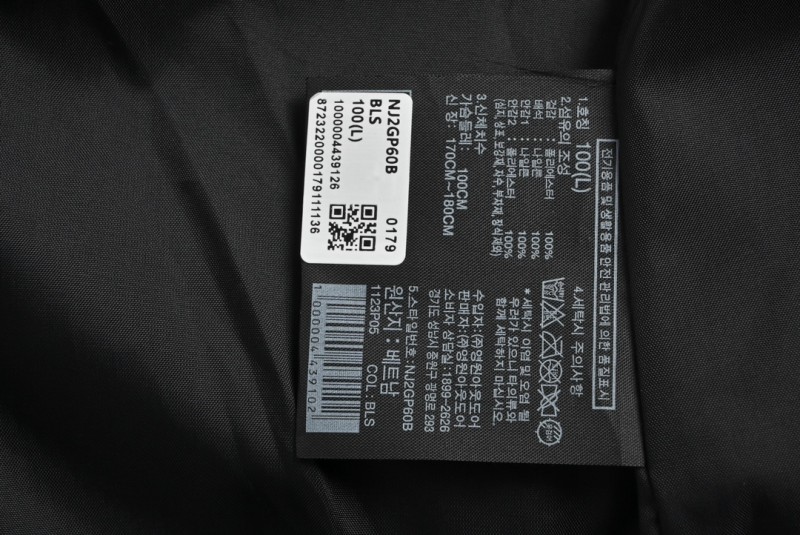 전기용품 및 생활용품 안전 관리법에 의한 품질표시
1.호칭 100(L)
2.섬유의 조성
겉감 : 폴리에스터 100%
배색 : 나일론 100%
안감1 : 나일론 100%
안감2 : 폴리에스터 100%
(심지, 상표, 보강재, 자수, 부자재, 장식 제외)
3.신체치수
가슴둘레: 100CM
신 장: 170CM~180CM
4.세탁시 주의사항
* 세탁시 이염 및 오염 될
우려가 있으니 타의류와
함께 세탁하지 마십시오.
수입자:(주)영원아웃도어
판매자:(주)영원아웃도어
소비자 상담실:1899-2626
경기도 성남시 중원구 광명로 293
5.스타일번호:NJ2GP60B
원산지 : 베트남
1123P05 COL: BLS
1000004439102
NJ2GP60B 0179
BLS
100(L)
1000004439126
8723220000179111136